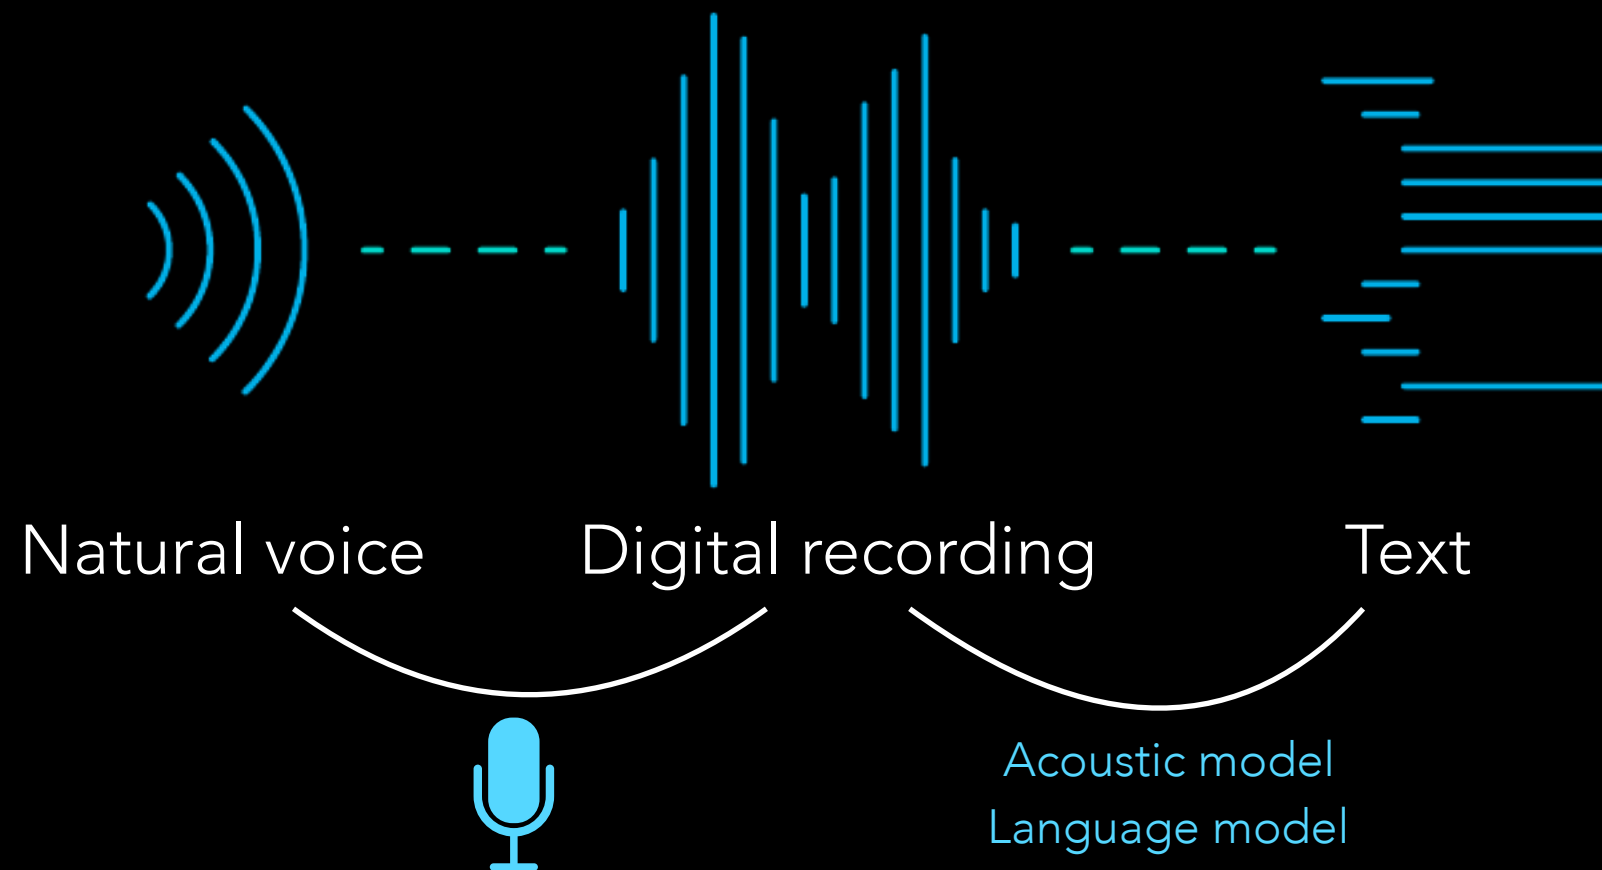 Natural voice
Digital recording
Text
Acoustic model
Language model